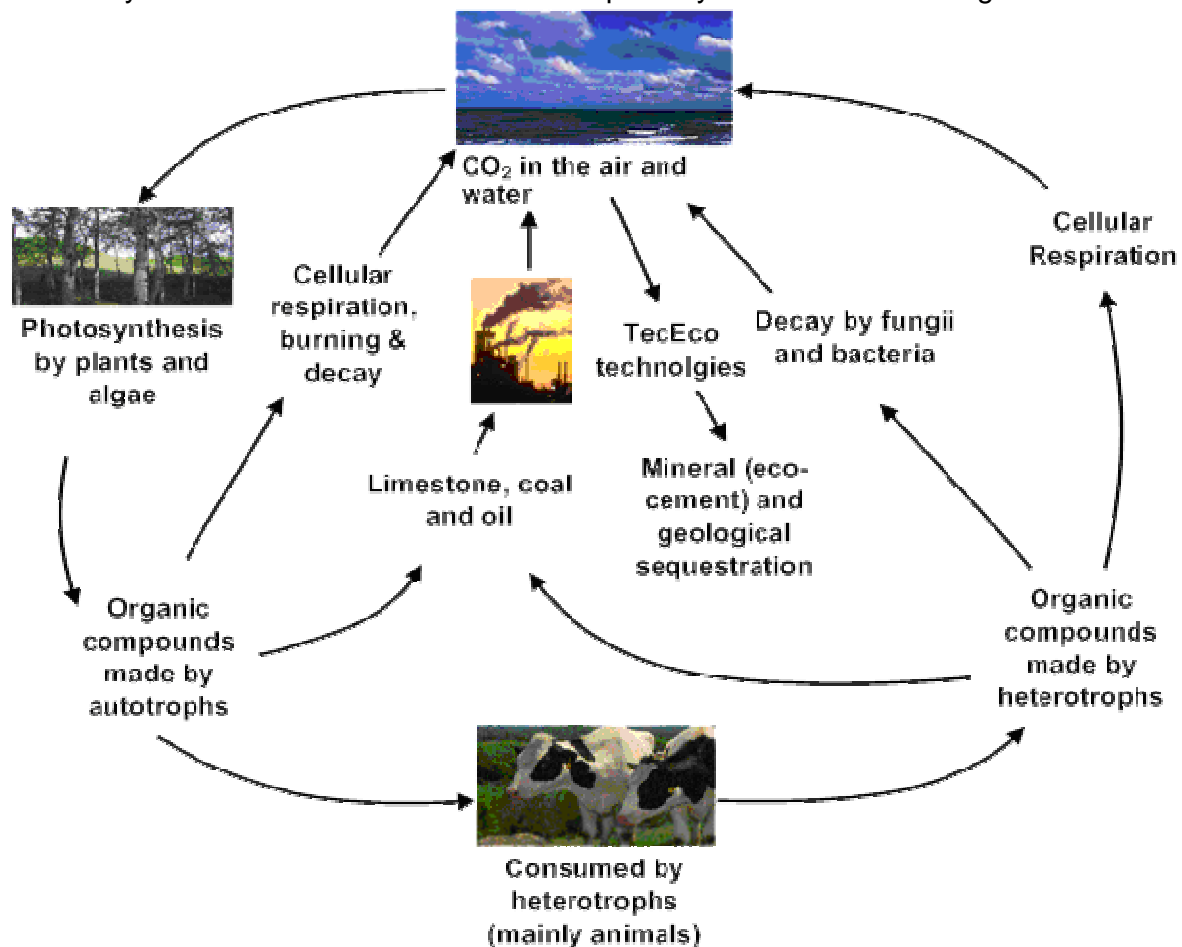 CO₂ in the air and
water
Cellular
Respiration
Photosynthesis
by plants and
algae
Cellular
respiration,
burning &
decay
TecEco
technolgies
Decay by fungii
and bacteria
Limestone, coal
and oil
Mineral (eco-
cement) and
geological
sequestration
Organic
compounds
made by
autotrophs
Organic
compounds
made by
heterotrophs
Consumed by
heterotrophs
(mainly animals)